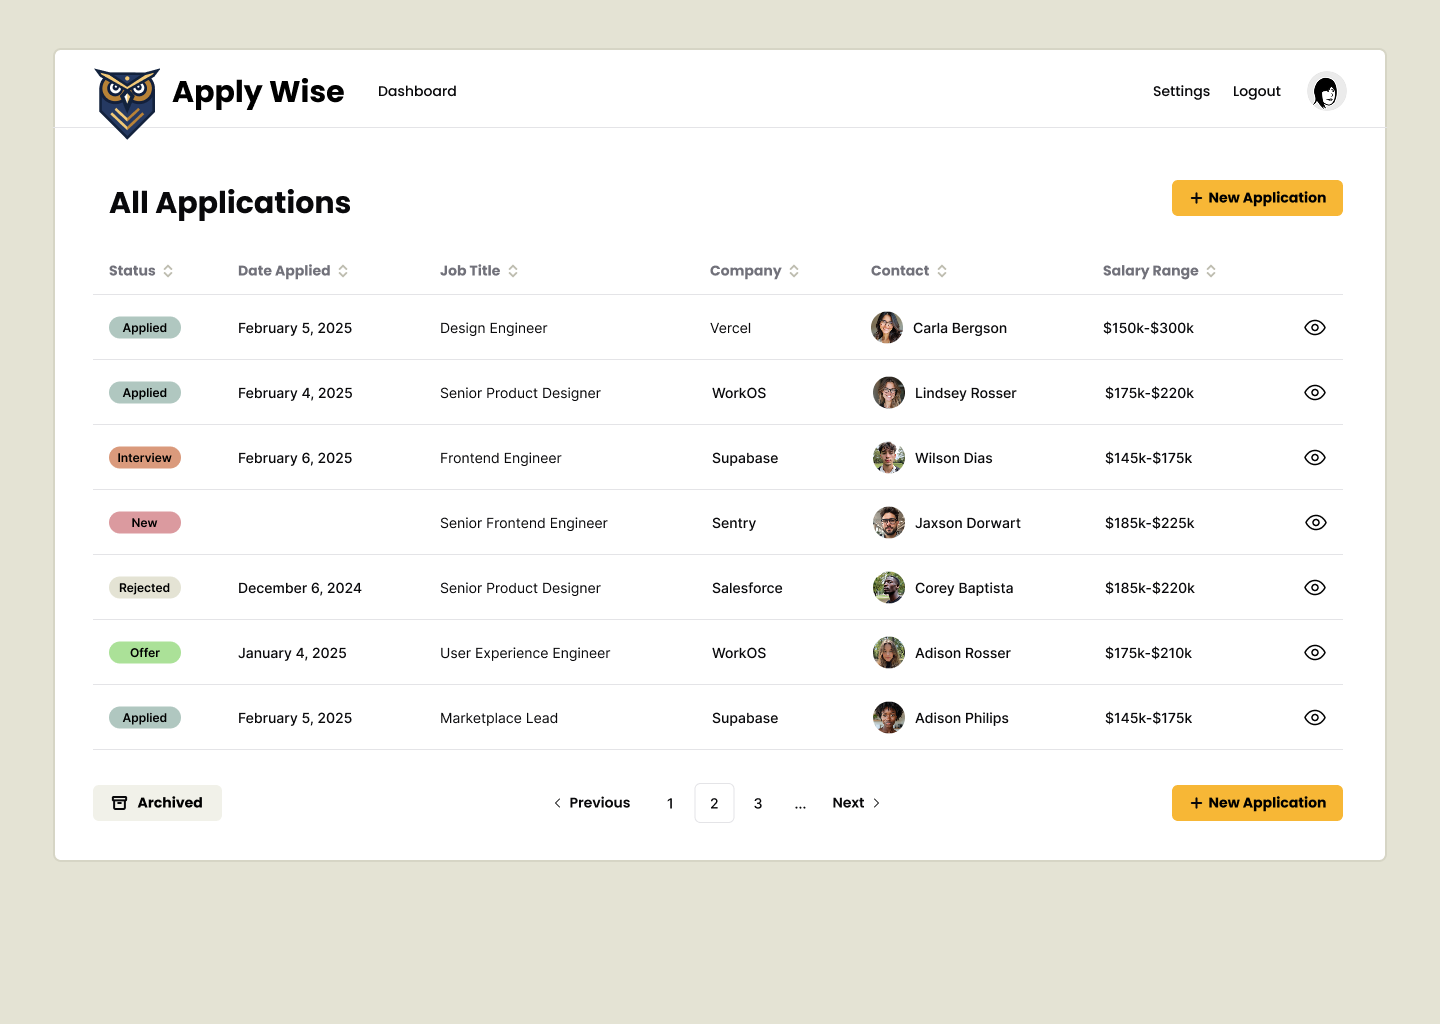 Apply Wise Dashboard Settings Logout
All Applications + New Application
Status Date Applied Job Title Company Contact Salary Range
Applied February 5, 2025 Design Engineer Vercel Carla Bergson $150k-$300k
Applied February 4, 2025 Senior Product Designer WorkOS Lindsey Rosser $175k-$220k
Interview February 6, 2025 Frontend Engineer Supabase Wilson Dias $145k-$175k
New Senior Frontend Engineer Sentry Jaxson Dorwart $185k-$225k
Rejected December 6, 2024 Senior Product Designer Salesforce Corey Baptista $185k-$220k
Offer January 4, 2025 User Experience Engineer WorkOS Adison Rosser $175k-$210k
Applied February 5, 2025 Marketplace Lead Supabase Adison Philips $145k-$175k
Archived < Previous 1 2 3 ... Next > + New Application